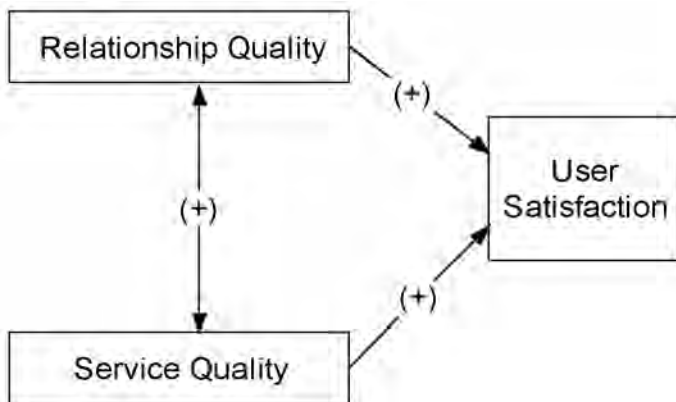 Relationship Quality
(+)
User
Satisfaction
(+)
(+)
Service Quality